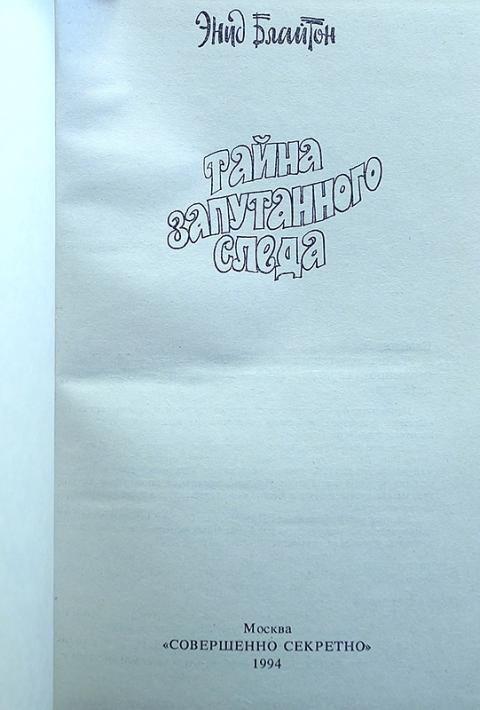 Энид Блайтон
ТАЙНА
ЗАПУТАННОГО
СЛЕДА
Москва
«СОВЕРШЕННО СЕКРЕТНО»
1994